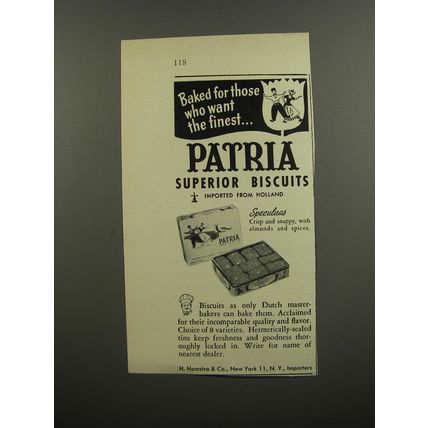 118
Baked for those
who want
the finest...
PATRIA
SUPERIOR BISCUITS
IMPORTED FROM HOLLAND
Speculaas
Crisp and snappy, with
almonds and spices.
PATRIA
Biscuits as only Dutch master-
bakers can bake them. Acclaimed
for their incomparable quality and flavor.
Choice of 8 varieties. Hermetically-sealed
tins keep freshness and goodness thor-
oughly locked in. Write for name of
nearest dealer.
H. Hamstra & Co., New York 11, N. Y., Importers